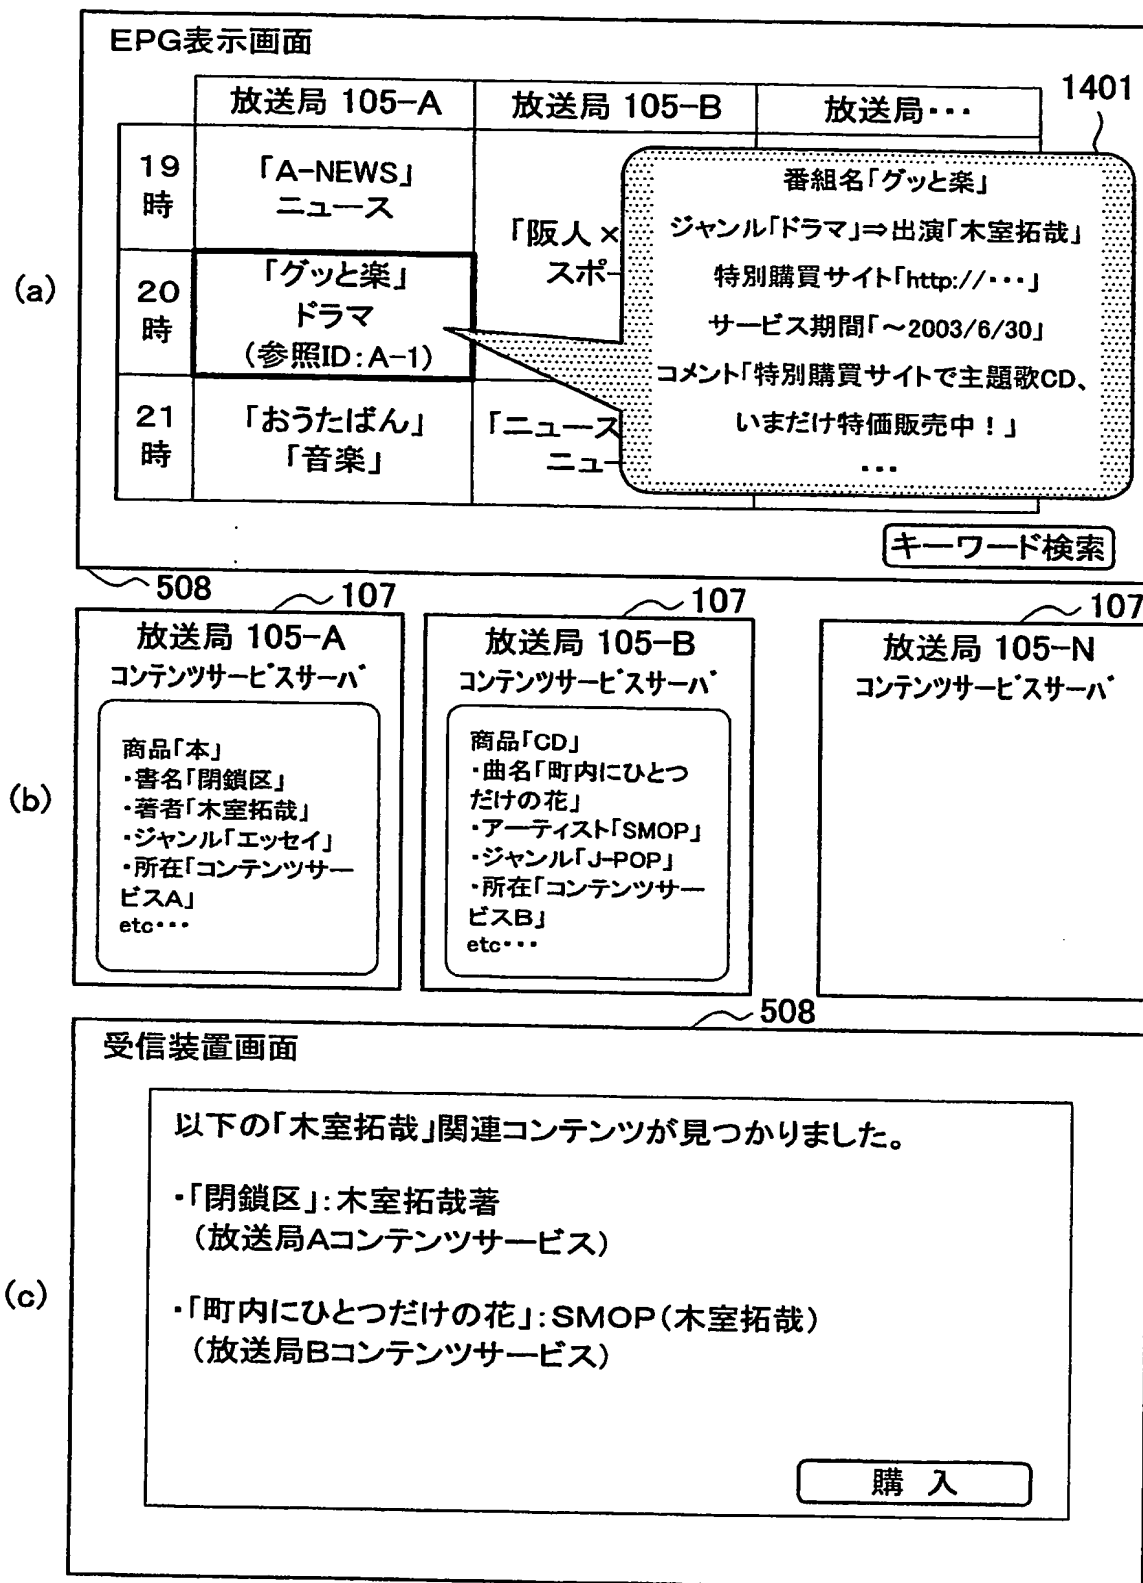 EPG表示画面
1401
放送局 105-A
放送局 105-B
放送局・・・
19時
「A-NEWS」
ニュース
「阪人×
スポー
(a)
20時
「グッと楽」
ドラマ
(参照ID:A-1)
21時
「おうたばん」
「音楽」
「ニュース
ニュー
番組名「グッと楽」
ジャンル「ドラマ」⇒出演「木室拓哉」
特別購買サイト「http://・・・」
サービス期間「～2003/6/30」
コメント「特別購買サイトで主題歌CD、
いまだけ特価販売中！」
・・・
キーワード検索
508
107
107
107
(b)
放送局 105-A
コンテンツサービスサーバ
商品「本」
・書名「閉鎖区」
・著者「木室拓哉」
・ジャンル「エッセイ」
・所在「コンテンツサー
ビスA」
etc・・・
放送局 105-B
コンテンツサービスサーバ
商品「CD」
・曲名「町内にひとつ
だけの花」
・アーティスト「SMOP」
・ジャンル「J-POP」
・所在「コンテンツサー
ビスB」
etc・・・
放送局 105-N
コンテンツサービスサーバ
508
(c)
受信装置画面
以下の「木室拓哉」関連コンテンツが見つかりました。
・「閉鎖区」:木室拓哉著
(放送局Aコンテンツサービス)
・「町内にひとつだけの花」:SMOP(木室拓哉)
(放送局Bコンテンツサービス)
購 入